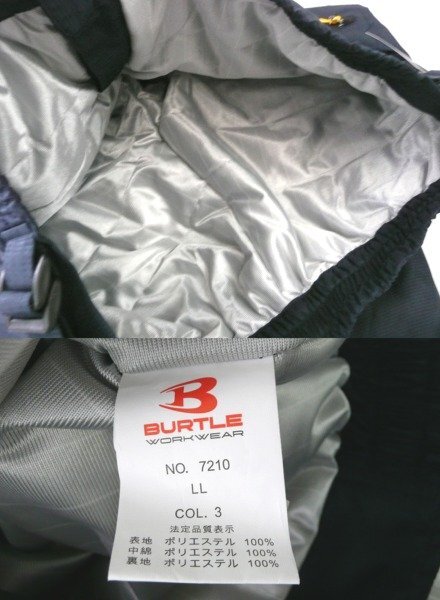 BURTLE
WORKWEAR
NO. 7210
LL
COL. 3
法定品質表示
表地 ポリエステル 100%
中綿 ポリエステル 100%
裏地 ポリエステル 100%